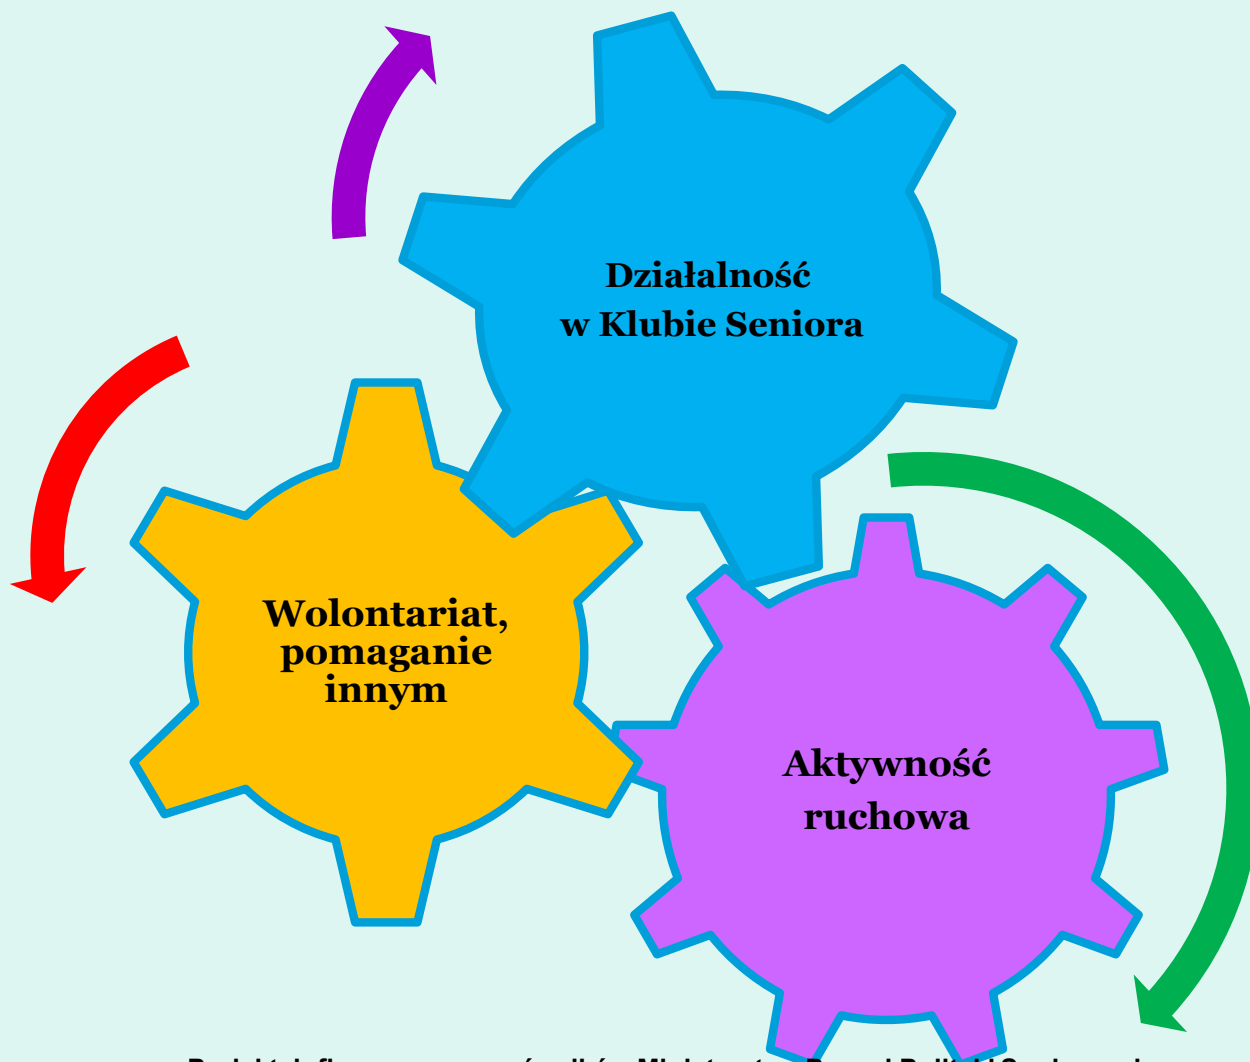 Działalność
w Klubie Seniora
Wolontariat,
pomaganie
innym
Aktywność
ruchowa